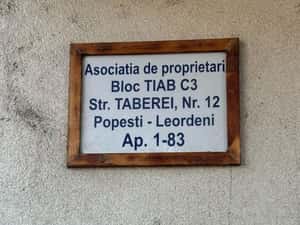 Asociatia de proprietari
Bloc TIAB C3
Str. TABEREI, Nr. 12
Popesti - Leordeni
Ap. 1-83